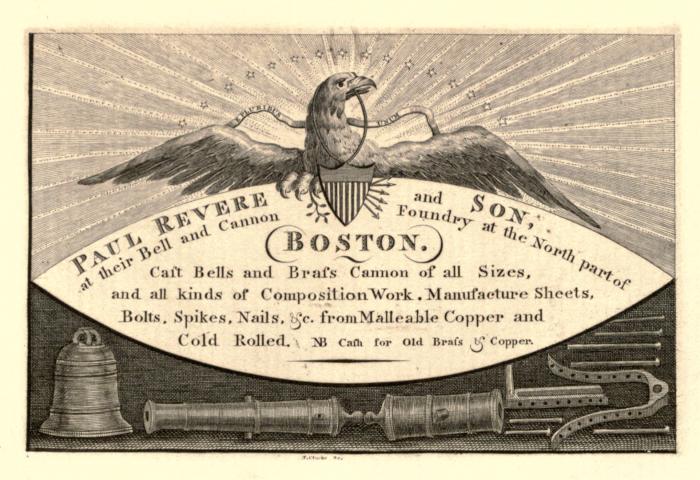 E PLURIBUS UNUM
PAUL REVERE and SON,
at their Bell and Cannon Foundry at the North part of
BOSTON.
Caſt Bells and Braſs Cannon of all Sizes,
and all kinds of Composition Work. Manufacture Sheets,
Bolts, Spikes, Nails, &c. from Malleable Copper and
Cold Rolled. NB Caſh for Old Braſs & Copper.